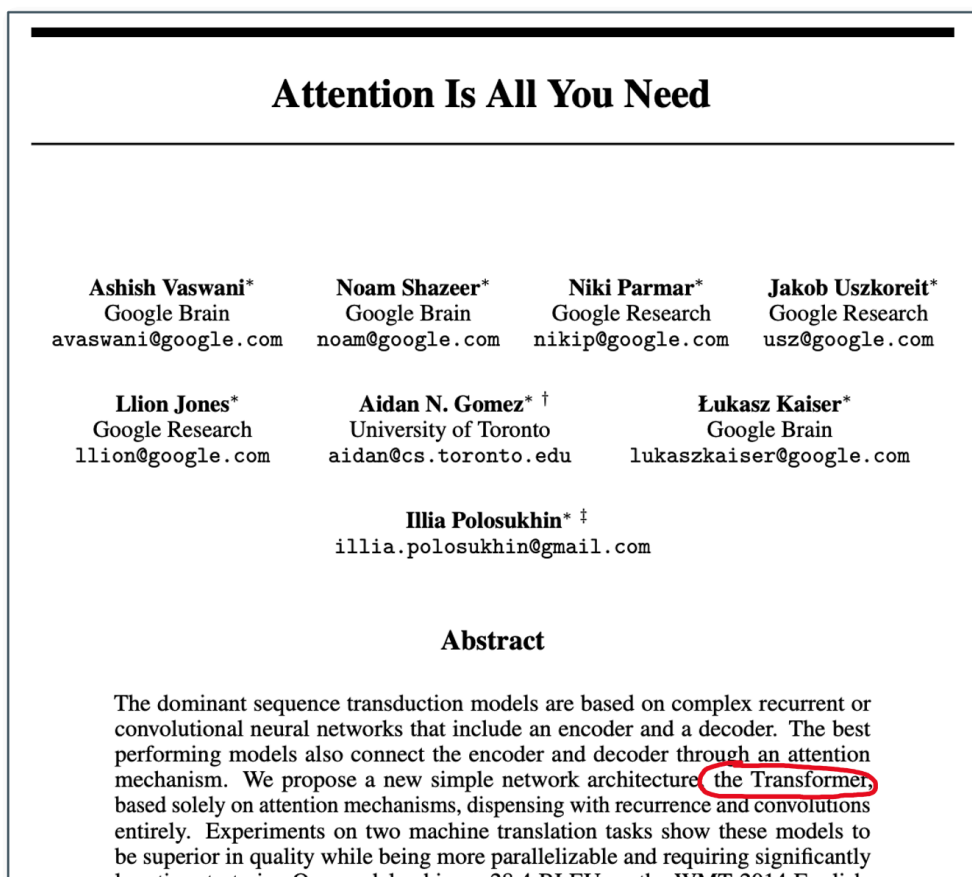 Attention Is All You Need
Ashish Vaswani* Noam Shazeer* Niki Parmar* Jakob Uszkoreit*
Google Brain Google Brain Google Research Google Research
avaswani@google.com noam@google.com nikip@google.com usz@google.com
Llion Jones* Aidan N. Gomez* † Łukasz Kaiser*
Google Research University of Toronto Google Brain
llion@google.com aidan@cs.toronto.edu lukaszkaiser@google.com
Illia Polosukhin* ‡
illia.polosukhin@gmail.com
Abstract
The dominant sequence transduction models are based on complex recurrent or
convolutional neural networks that include an encoder and a decoder. The best
performing models also connect the encoder and decoder through an attention
mechanism. We propose a new simple network architecture, the Transformer,
based solely on attention mechanisms, dispensing with recurrence and convolutions
entirely. Experiments on two machine translation tasks show these models to
be superior in quality while being more parallelizable and requiring significantly